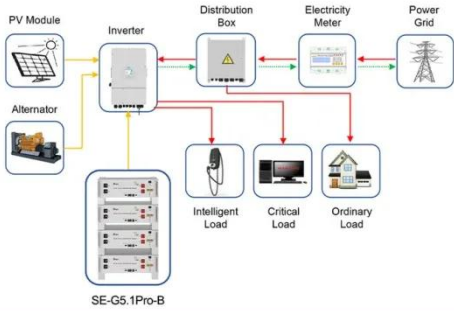 PV Module
Inverter
Distribution
Box
Electricity
Meter
Power
Grid
Alternator
Intelligent
Load
Critical
Load
Ordinary
Load
SE-G5.1Pro-B